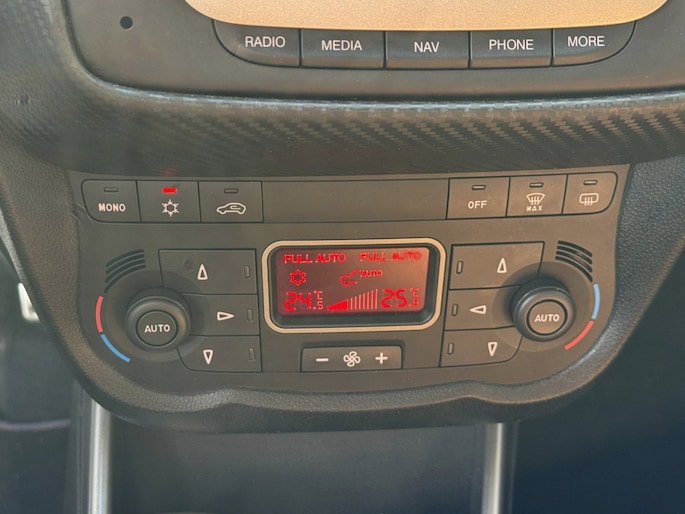 RADIO MEDIA NAV PHONE MORE
MONO OFF MAX
FULL AUTO FULL AUTO
AUTO
24.5°C 25.5°C
AUTO AUTO
− +